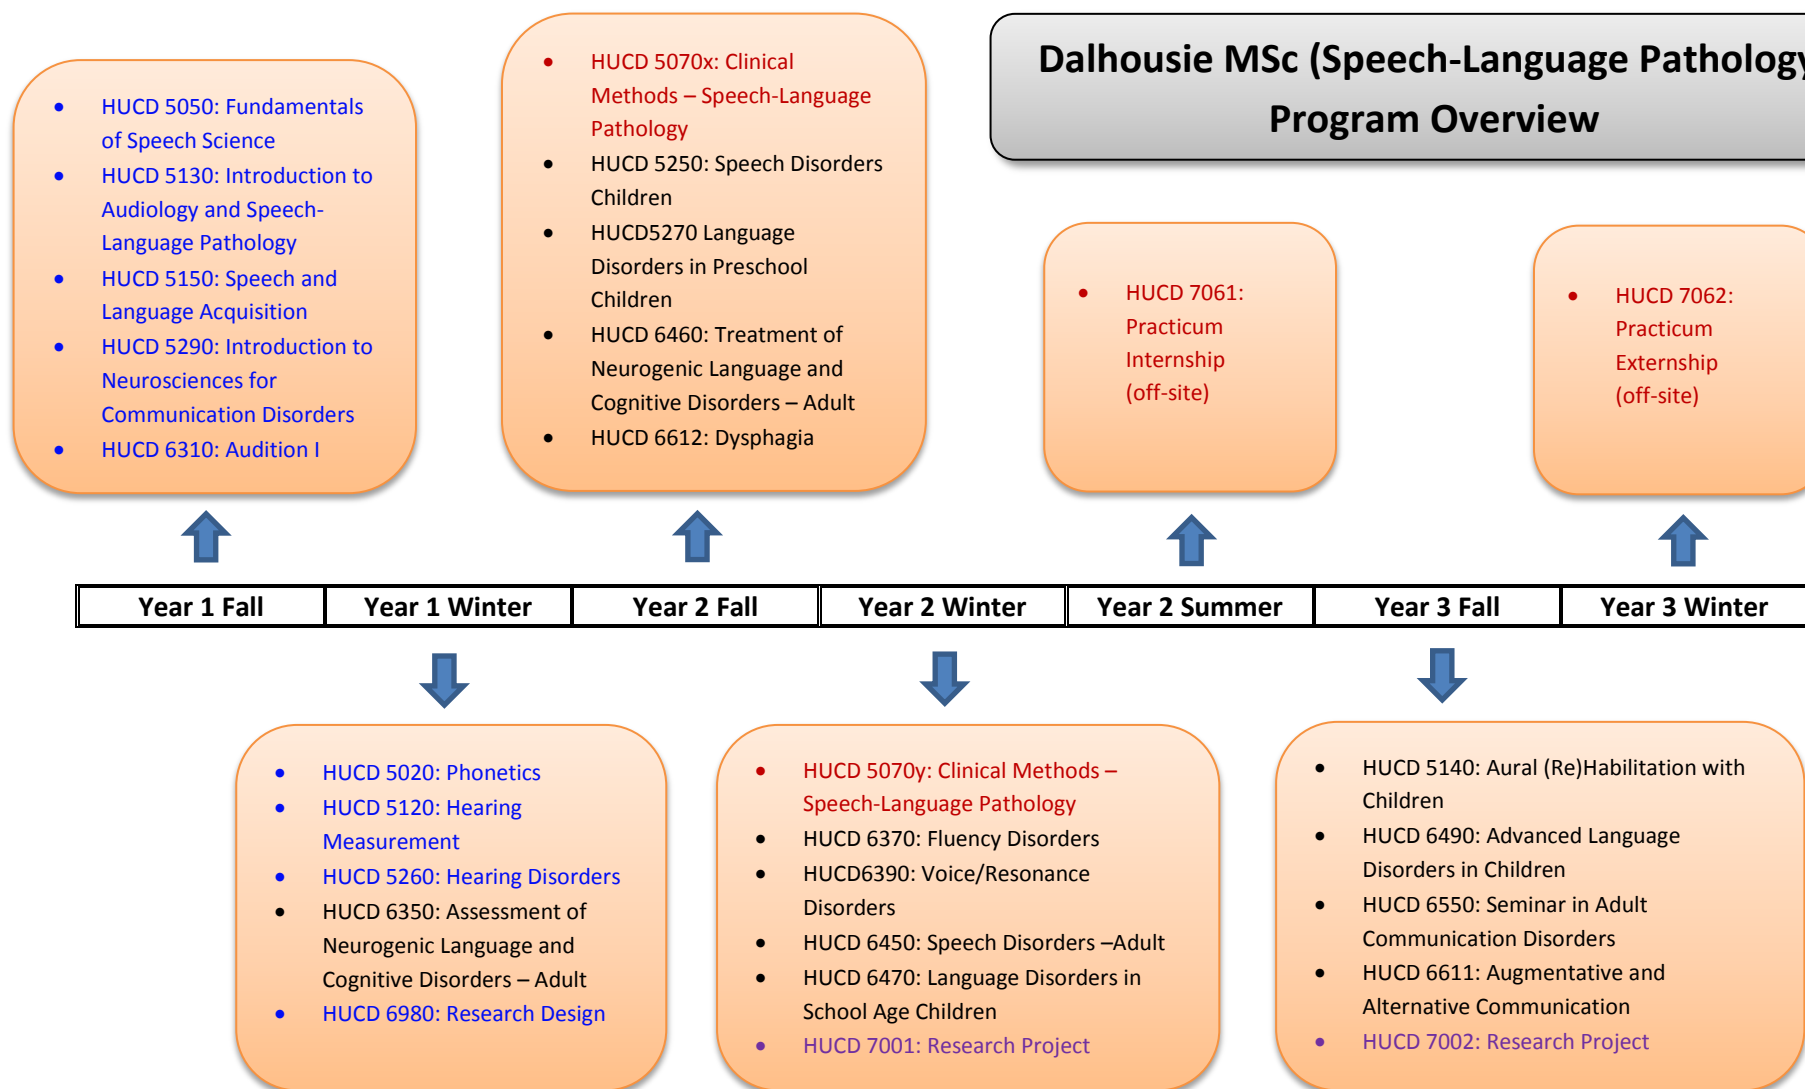 Dalhousie MSc (Speech-Language Pathology
Program Overview
• HUCD 5050: Fundamentals
of Speech Science
• HUCD 5130: Introduction to
Audiology and Speech-
Language Pathology
• HUCD 5150: Speech and
Language Acquisition
• HUCD 5290: Introduction to
Neurosciences for
Communication Disorders
• HUCD 6310: Audition I
• HUCD 5070x: Clinical
Methods – Speech-Language
Pathology
• HUCD 5250: Speech Disorders
Children
• HUCD5270 Language
Disorders in Preschool
Children
• HUCD 6460: Treatment of
Neurogenic Language and
Cognitive Disorders – Adult
• HUCD 6612: Dysphagia
• HUCD 7061:
Practicum
Internship
(off-site)
• HUCD 7062:
Practicum
Externship
(off-site)
Year 1 Fall
Year 1 Winter
Year 2 Fall
Year 2 Winter
Year 2 Summer
Year 3 Fall
Year 3 Winter
• HUCD 5020: Phonetics
• HUCD 5120: Hearing
Measurement
• HUCD 5260: Hearing Disorders
• HUCD 6350: Assessment of
Neurogenic Language and
Cognitive Disorders – Adult
• HUCD 6980: Research Design
• HUCD 5070y: Clinical Methods –
Speech-Language Pathology
• HUCD 6370: Fluency Disorders
• HUCD6390: Voice/Resonance
Disorders
• HUCD 6450: Speech Disorders –Adult
• HUCD 6470: Language Disorders in
School Age Children
• HUCD 7001: Research Project
• HUCD 5140: Aural (Re)Habilitation with
Children
• HUCD 6490: Advanced Language
Disorders in Children
• HUCD 6550: Seminar in Adult
Communication Disorders
• HUCD 6611: Augmentative and
Alternative Communication
• HUCD 7002: Research Project